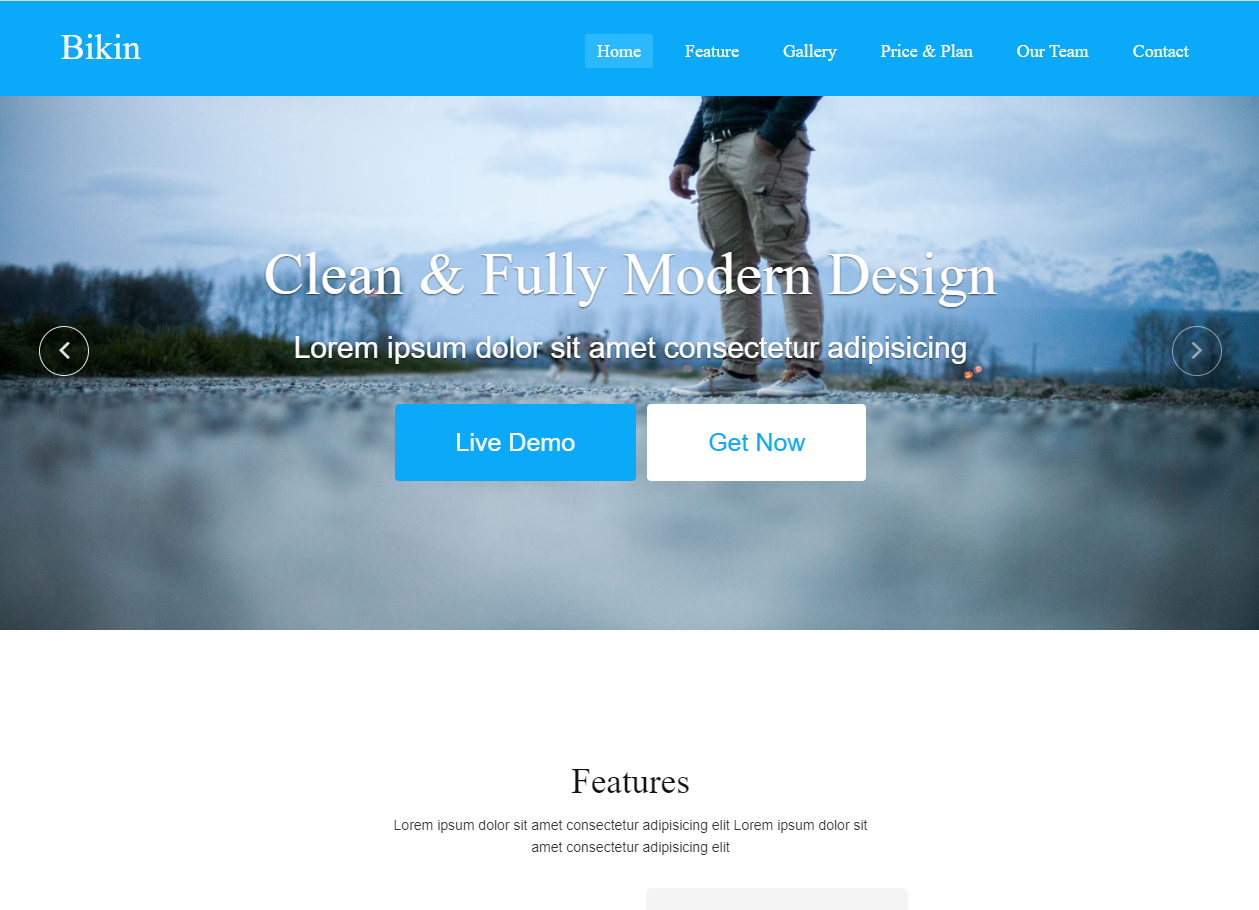 Bikin
Home
Feature
Gallery
Price & Plan
Our Team
Contact
Clean & Fully Modern Design
Lorem ipsum dolor sit amet consectetur adipisicing
Live Demo
Get Now
Features
Lorem ipsum dolor sit amet consectetur adipisicing elit Lorem ipsum dolor sit
amet consectetur adipisicing elit